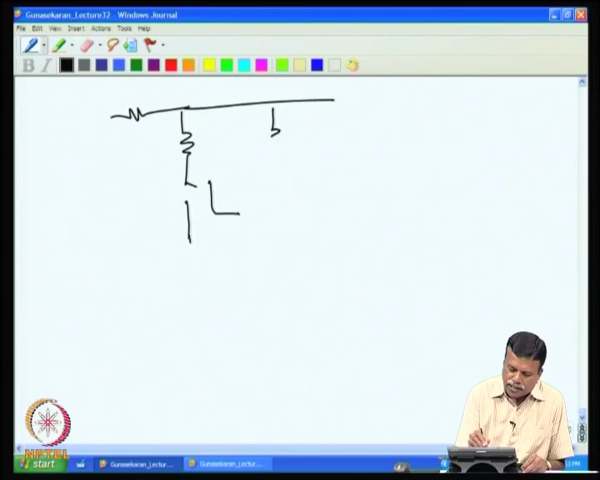 Gunasekaran_Lecture32 - Windows Journal
File Edit View Insert Actions Tools Help
B I
NPTEL
start
Gunasekaran_Lectur...
Gunasekaran_Lectur...